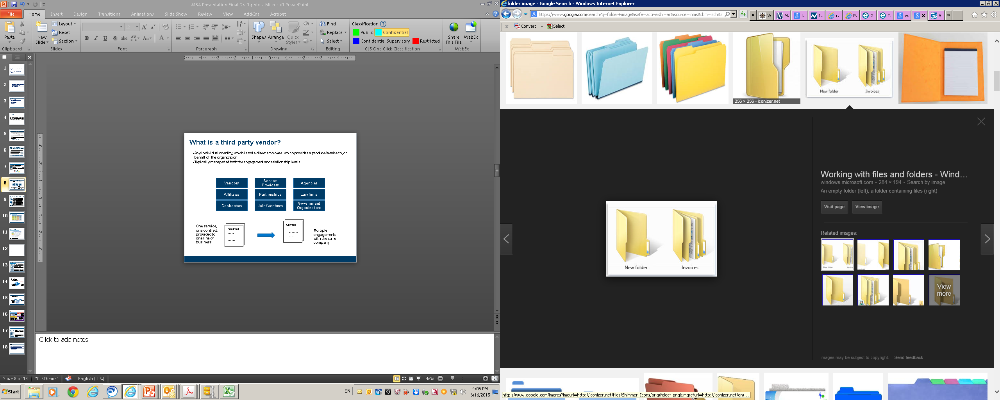 AIBA Presentation Final Draft.pptx - Microsoft PowerPoint
File Home Insert Design Transitions Animations Slide Show Review View Add-Ins Acrobat
Paste
Clipboard
New Slide
Layout
Reset
Section
Slides
12
B I U S abc AV Aa A
Font
Paragraph
Shapes Arrange Quick Styles
Drawing
Find
Replace
Select
Editing
Classification
Public Confidential
Confidential Supervisory Restricted
CLS One Click Classification
Share This File
WebEx
WebEx
1
2
3
4
5
6
7
8
9
10
11
12
13
14
15
16
17
18
What is a third party vendor?
•Any individual or entity, which is not a direct employee, which provides a produce/service to, or
behalf of, the organization
•Typically managed at both the engagement and relationship levels
Vendors
Service Providers
Agencies
Affiliates
Partnerships
Law firms
Contractors
Joint Ventures
Government Organizations
One service,
one contract,
provided to
one line of
business
Contract
Contract
Multiple
engagements
with the same
company
Click to add notes
Slide 8 of 18 "CLSTheme" English (U.S.) 46%
Start
EN
4:06 PM
6/16/2015
folder image - Google Search - Windows Internet Explorer
https://www.google.com/search?q=folder+image&safe=active&hl=en&source=lnms&tbm=isch&s
Convert Select
256 × 256 - iconizer.net
New folder Invoices
Working with files and folders - Wind...
windows.microsoft.com - 284 × 194 - Search by image
An empty folder (left); a folder containing files (right)
Visit page View image
New folder Invoices
Related images:
View more
Images may be subject to copyright. - Send feedback
http://www.google.com/imgres?imgurl=http://iconizer.net/files/Shimmer_Icons/orig/folder.png&imgrefurl=http://iconizer.net/en/...